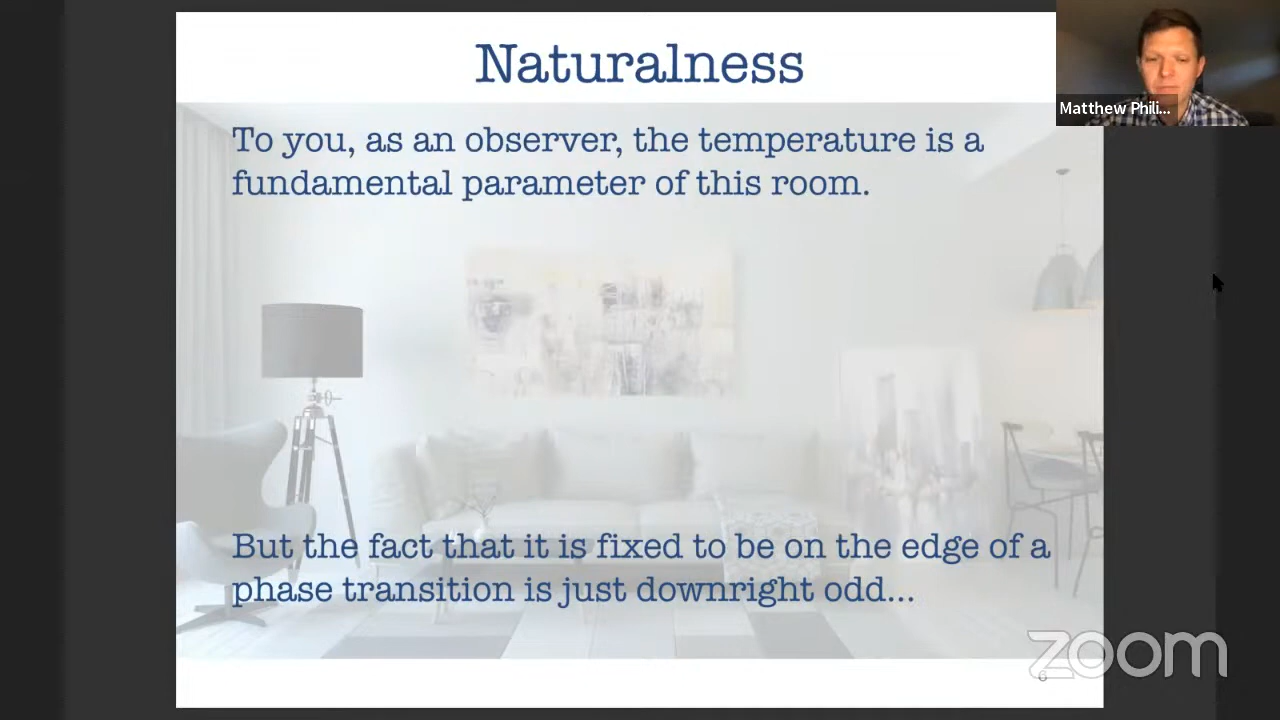 Naturalness
Matthew Phili...
To you, as an observer, the temperature is a
fundamental parameter of this room.
But the fact that it is fixed to be on the edge of a
phase transition is just downright odd...
zoom
6